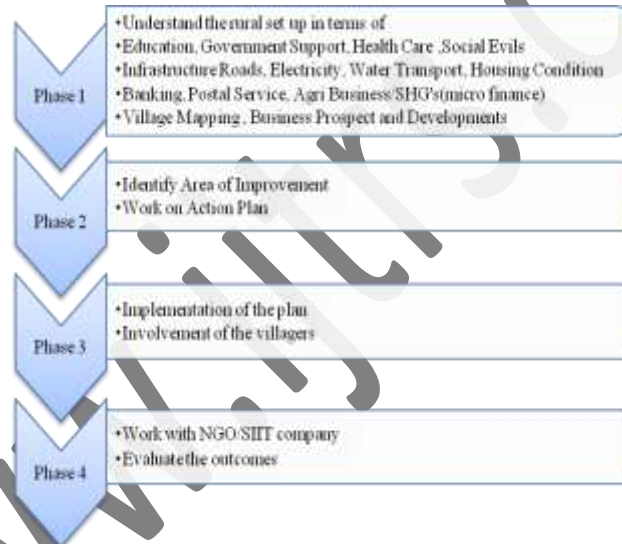 Phase 1
•Understand the rural set up in terms of
•Education, Government Support, Health Care ,Social Evils
•Infrastructure Roads, Electricity, Water Transport, Housing Condition
•Banking, Postal Service, Agri Business/SHG's(micro finance)
•Village Mapping , Business Prospect and Developments
Phase 2
•Identify Area of Improvement
•Work on Action Plan
Phase 3
•Implementation of the plan
•Involvement of the villagers
Phase 4
•Work with NGO/SIIT company
•Evaluate the outcomes